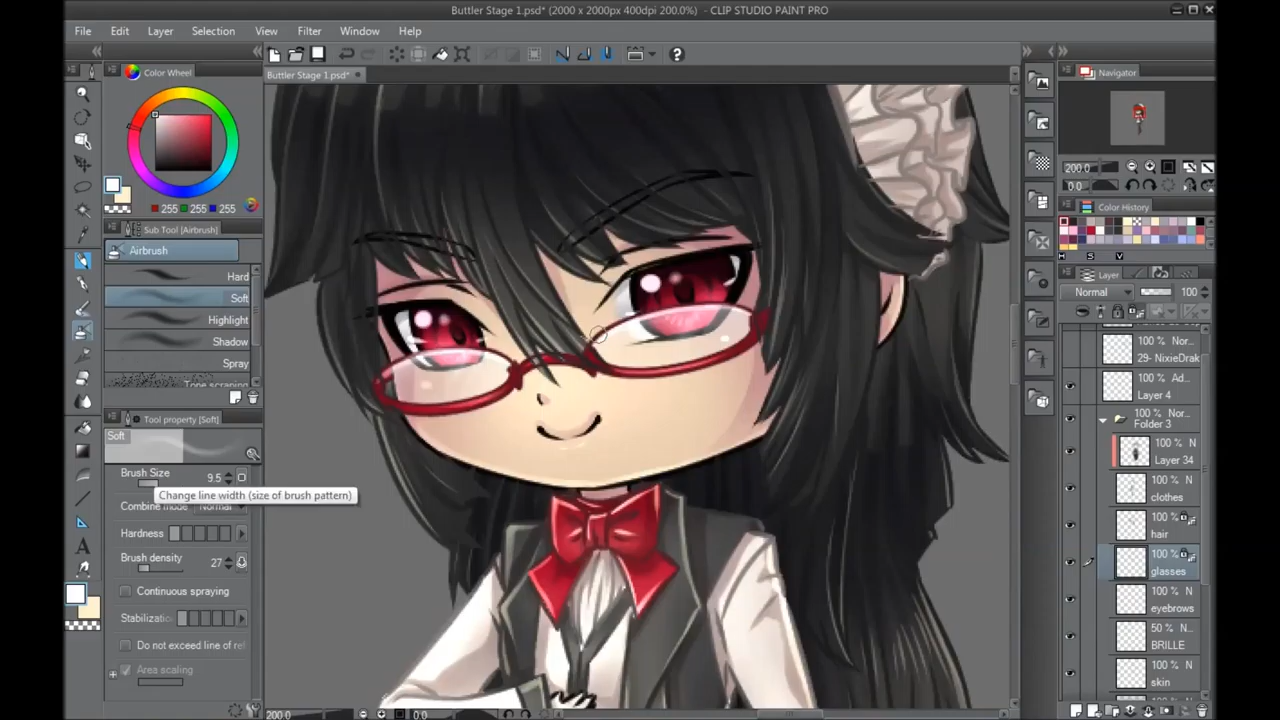 Buttler Stage 1.psd* (2000 x 2000px 400dpi 200.0%) - CLIP STUDIO PAINT PRO
File Edit Layer Selection View Filter Window Help
Buttler Stage 1.psd*
Color Wheel
255 255 255
Sub Tool [Airbrush]
Airbrush
Hard
Soft
Highlight
Shadow
Spray
Tone scraping
Tool property [Soft]
Soft
Brush Size 9.5
Change line width (size of brush pattern)
Combine mode Normal
Hardness
Brush density 27
Continuous spraying
Stabilizatic
Do not exceed line of ref
Area scaling
200.0 0.0
Navigator
200.0
0.0
Color History
H S V
Layer
Normal 100
100 % Nor...
29- NixieDrak
100 % Ad...
Layer 4
100 % Nor...
Folder 3
100 % N
Layer 34
100 % N
clothes
100 %
hair
100 %
glasses
100 % N
eyebrows
50 % N...
BRILLE
100 % N
skin
100 % N